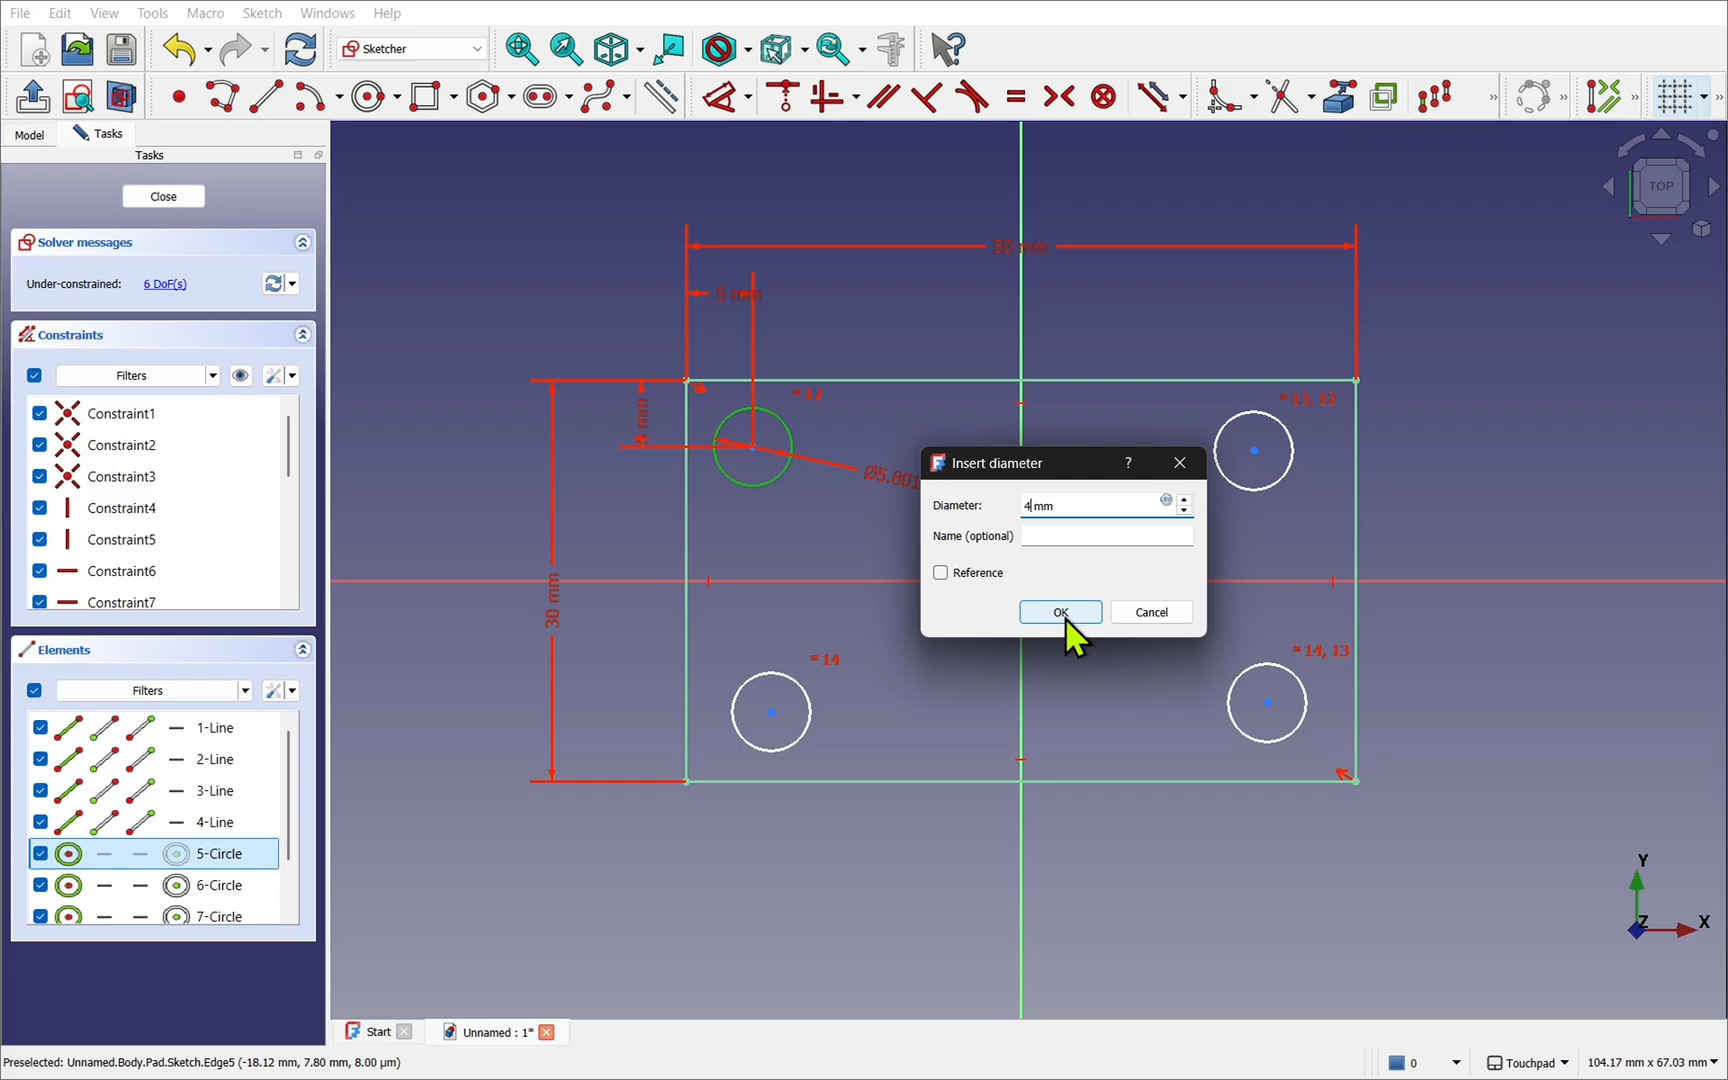 File Edit View Tools Macro Sketch Windows Help
Sketcher
Model Tasks
Tasks
Close
Solver messages
Under-constrained: 6 DoF(s)
Constraints
Filters
Constraint1
Constraint2
Constraint3
Constraint4
Constraint5
Constraint6
Constraint7
Elements
Filters
1-Line
2-Line
3-Line
4-Line
5-Circle
6-Circle
7-Circle
TOP
50 mm
5 mm
=12
=13, 12
5 mm
Ø5.801
30 mm
=14
=14, 13
Insert diameter ?
Diameter: 4 mm
Name (optional)
Reference
OK Cancel
Y
Z X
Start Unnamed : 1*
Preselected: Unnamed.Body.Pad.Sketch.Edge5 (-18.12 mm, 7.80 mm, 8.00 µm)
0 Touchpad 104.17 mm x 67.03 mm